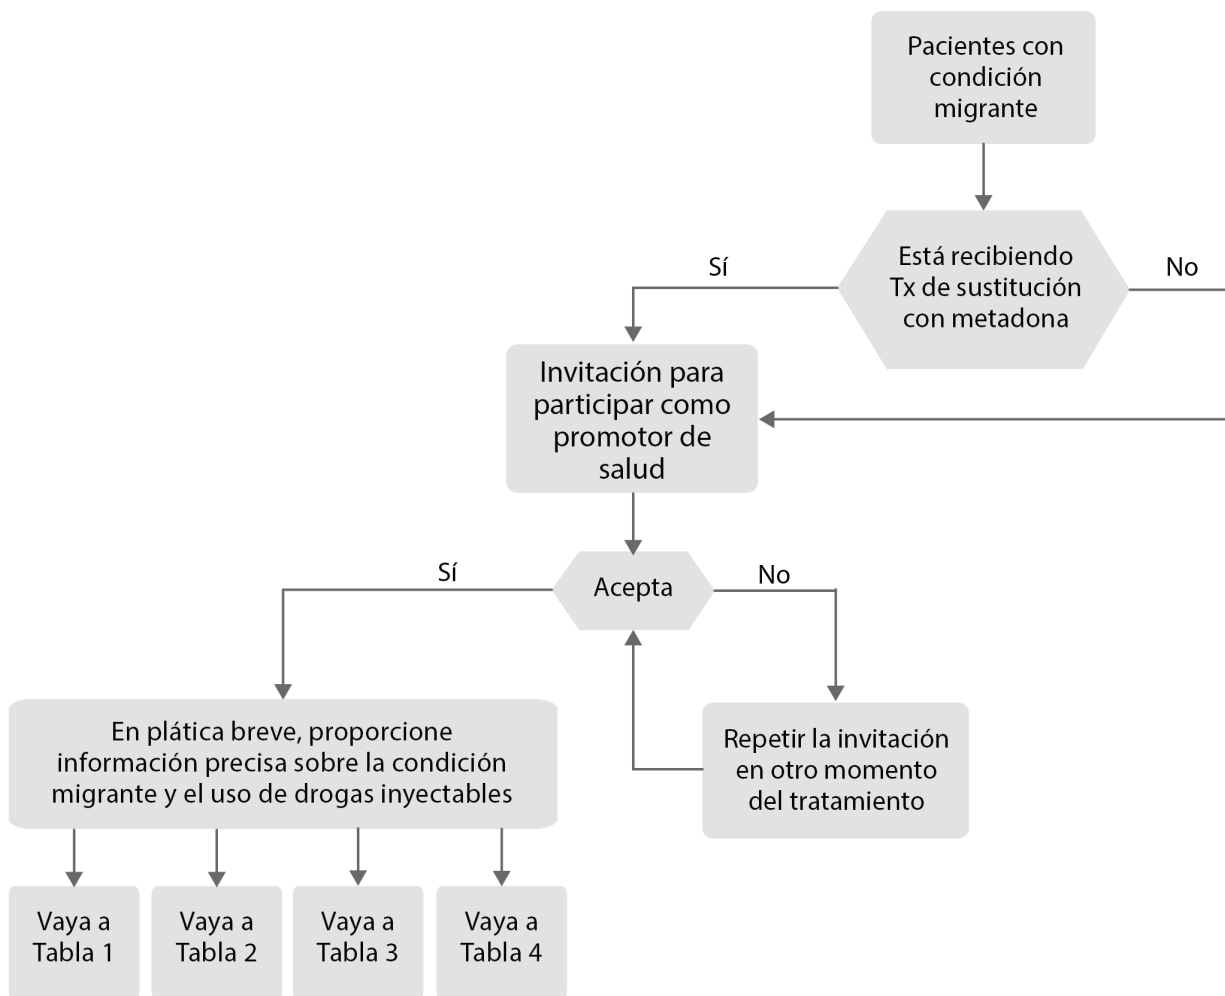 Pacientes con
condición
migrante
Está recibiendo
Tx de sustitución
con metadona
Sí
No
Invitación para
participar como
promotor de
salud
Acepta
Sí
No
En plática breve, proporcione
información precisa sobre la condición
migrante y el uso de drogas inyectables
Repetir la invitación
en otro momento
del tratamiento
Vaya a
Tabla 1
Vaya a
Tabla 2
Vaya a
Tabla 3
Vaya a
Tabla 4